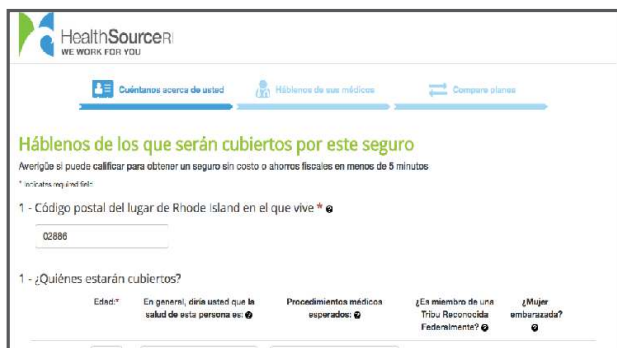 HealthSourceRI
WE WORK FOR YOU
Cuéntanos acerca de usted
Háblenos de sus médicos
Compare planes
Háblenos de los que serán cubiertos por este seguro
Averigüe si puede calificar para obtener un seguro sin costo o ahorros fiscales en menos de 5 minutos
* Indicates required field
1 - Código postal del lugar de Rhode Island en el que vive *
02886
1 - ¿Quiénes estarán cubiertos?
Edad:* En general, diría usted que la Procedimientos médicos ¿Es miembro de una ¿Mujer
salud de esta persona es: esperados: Tribu Reconocida embarazada?
Federalmente?